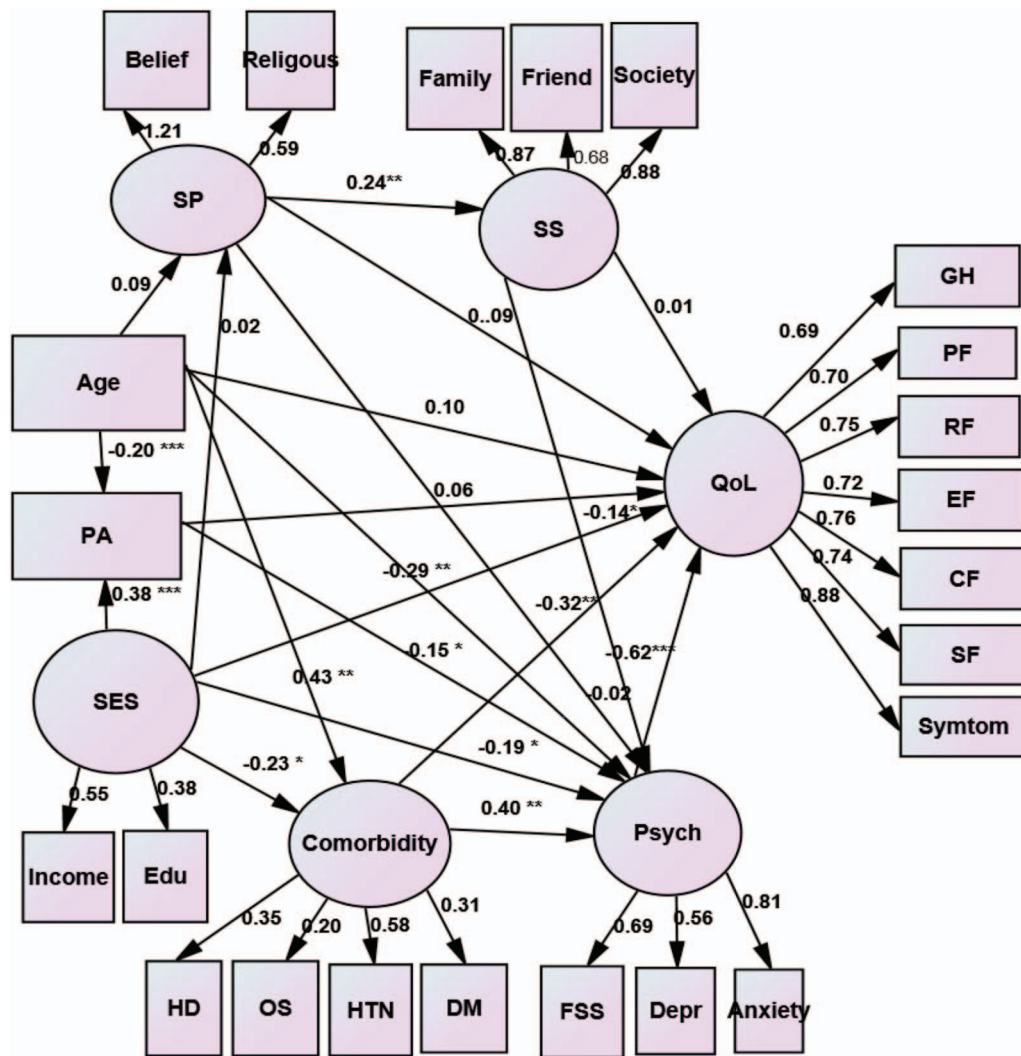 Belief
Religous
Family
Friend
Society
1.21
0.59
0.87
0.68
0.88
SP
0.24**
SS
GH
0.09
0.02
0..09
0.01
0.69
PF
Age
0.70
RF
0.10
0.75
-0.20 ***
QoL
0.72
EF
PA
0.06
-0.14*
0.76
CF
0.38 ***
-0.29 **
0.74
-0.32**
0.88
SF
-0.15 *
-0.62***
SES
0.43 **
-0.02
Symtom
-0.23 *
-0.19 *
0.55
0.38
0.40 **
Comorbidity
Psych
Income
Edu
0.35
0.20
0.58
0.31
0.69
0.56
0.81
HD
OS
HTN
DM
FSS
Depr
Anxiety